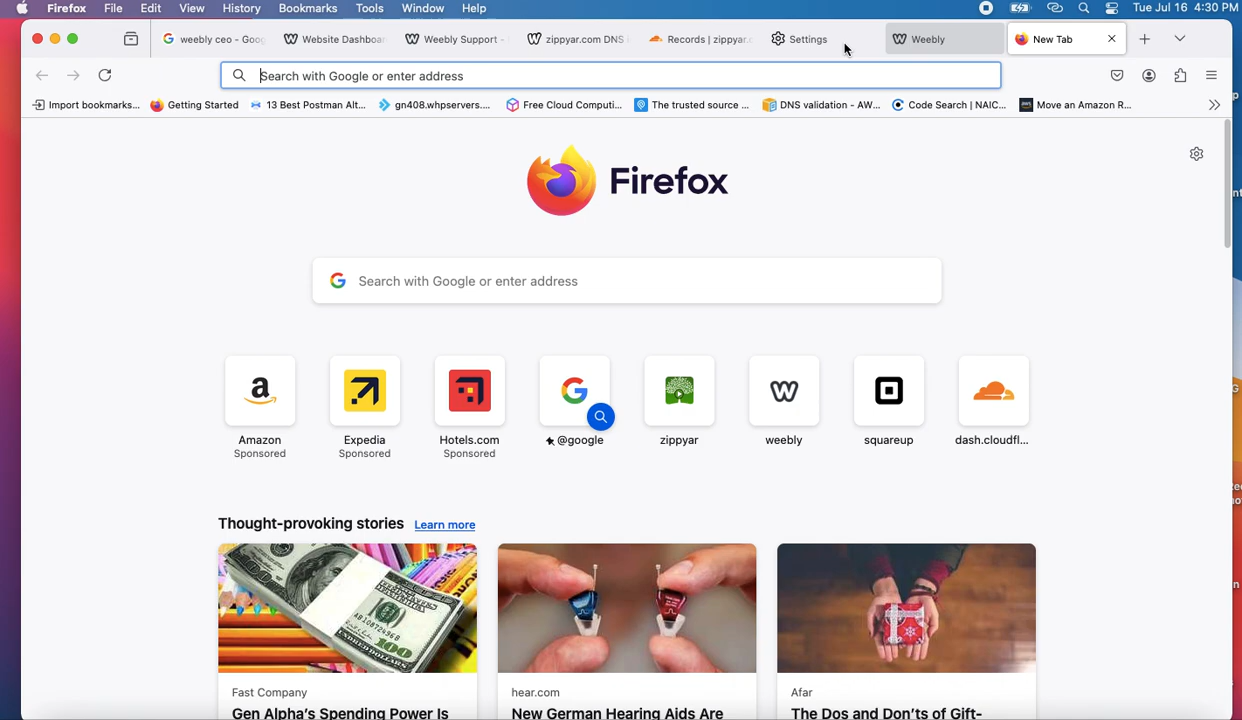 Firefox File Edit View History Bookmarks Tools Window Help Tue Jul 16 4:30 PM
weebly ceo - Goog Website Dashboar Weebly Support - zippyar.com DNS Records | zippyar.c Settings Weebly New Tab
Search with Google or enter address
Import bookmarks... Getting Started 13 Best Postman Alt... gn408.whpservers.... Free Cloud Computi... The trusted source ... DNS validation - AW... Code Search | NAIC... Move an Amazon R...
Firefox
Search with Google or enter address
Amazon Expedia Hotels.com @google zippyar weebly squareup dash.cloudfl...
Sponsored Sponsored Sponsored
Thought-provoking stories Learn more
Fast Company hear.com Afar
Gen Alpha's Spending Power Is New German Hearing Aids Are The Dos and Don'ts of Gift-